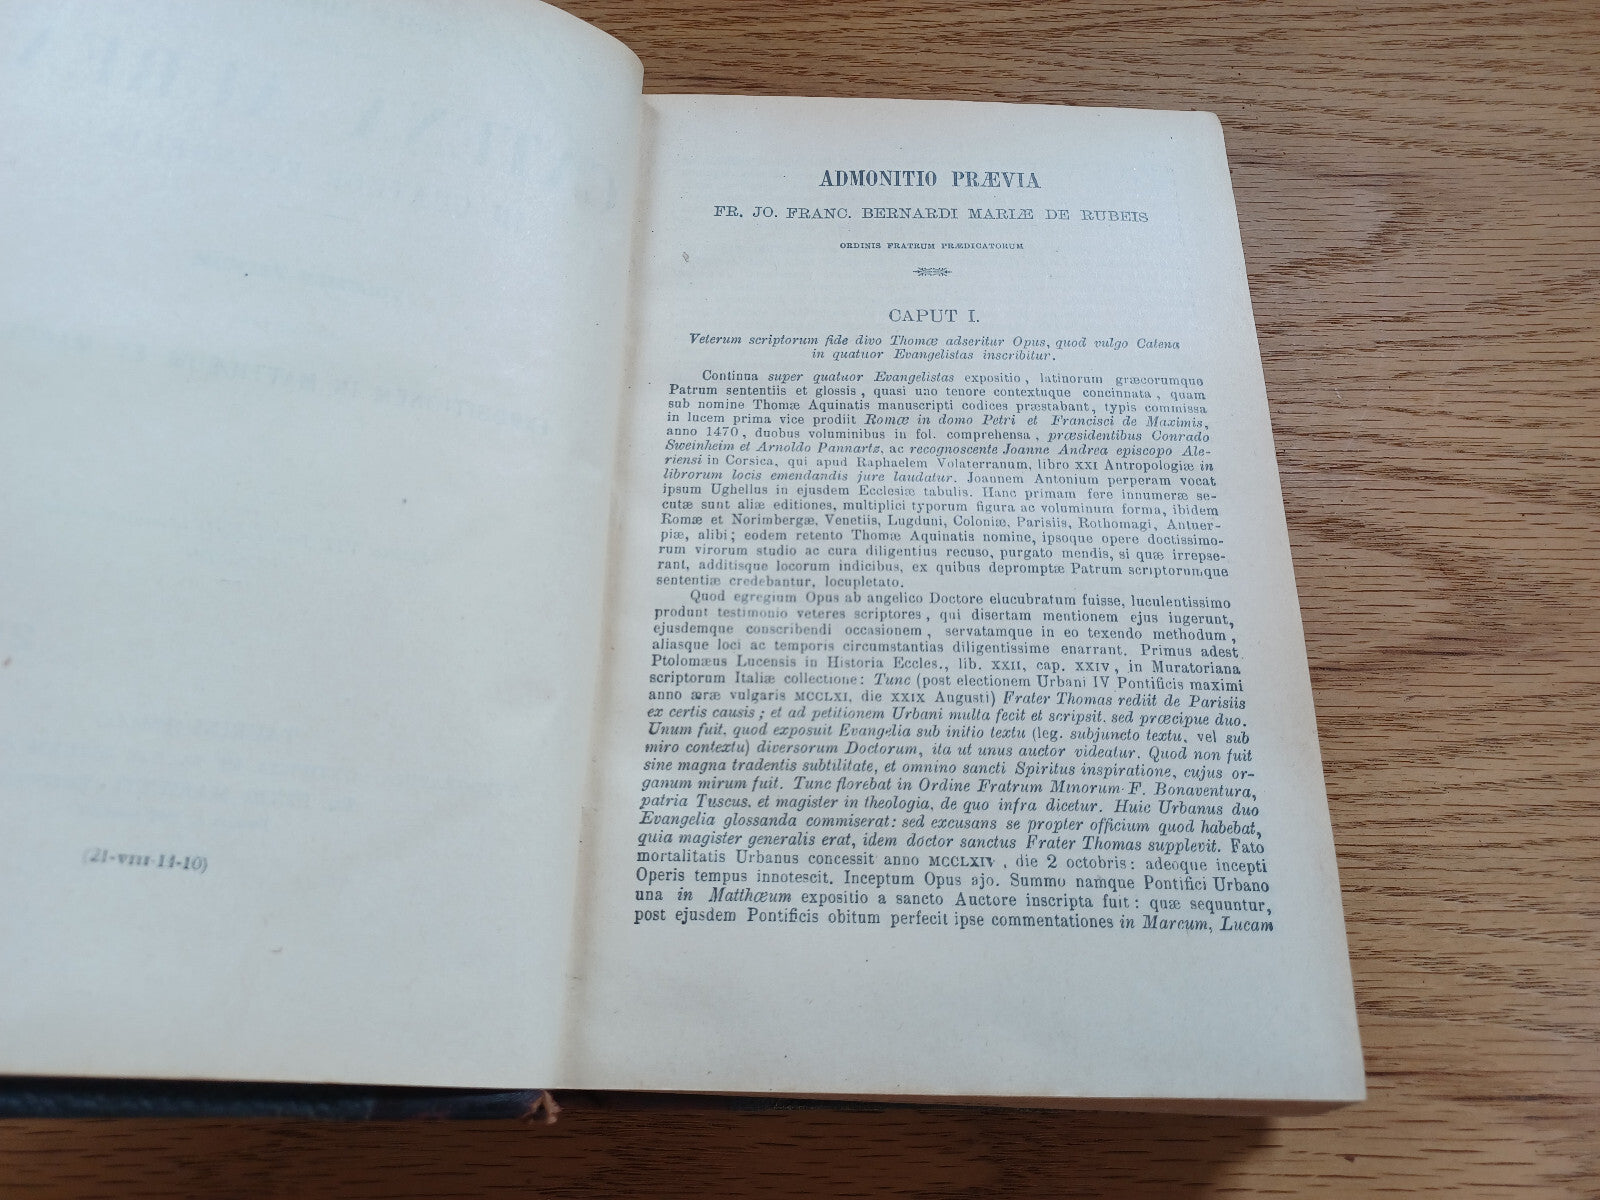 (21-VIII-14-10)
ADMONITIO PRÆVIA
FR. JO. FRANC. BERNARDI MARIÆ DE RUBEIS
ORDINIS FRATRUM PRÆDICATORUM
CAPUT I.
Veterum scriptorum fide divo Thomæ adseritur Opus, quod vulgo Catena
in quatuor Evangelistas inscribitur.
Continua super quatuor Evangelistas expositio, latinorum græcorumque
Patrum sententiis et glossis, quasi uno tenore contextuque concinnata, quam
sub nomine Thomæ Aquinatis manuscripti codices præstabant, typis commissa
in lucem prima vice prodiit Romæ in domo Petri et Francisci de Maximis,
anno 1470, duobus voluminibus in fol. comprehensa, præsidentibus Conrado
Sweinheim et Arnoldo Pannartz, ac recognoscente Joanne Andrea episcopo Ale-
riensi in Corsica, qui apud Raphaelem Volaterranum, libro XXI Antropologiæ in
librorum locis emendandis jure laudatur. Joannem Antonium perperam vocat
ipsum Ughellus in ejusdem Ecclesiæ tabulis. Hanc primam fere innumeræ se-
cutæ sunt aliæ editiones, multiplici typorum figura ac voluminum forma, ibidem
Romæ et Norimbergæ, Venetiis, Lugduni, Coloniæ, Parisiis, Rothomagi, Antuer-
piæ, alibi; eodem retento Thomæ Aquinatis nomine, ipsoque opere doctissimo-
rum virorum studio ac cura diligentius recuso, purgato mendis, si quæ irrepse-
rant, additisque locorum indicibus, ex quibus depromptæ Patrum scriptorumque
sententiæ credebantur, locupletato.
Quod egregium Opus ab angelico Doctore elucubratum fuisse, luculentissimo
produnt testimonio veteres scriptores, qui disertam mentionem ejus ingerunt,
ejusdemque conscribendi occasionem, servatamque in eo texendo methodum,
aliasque loci ac temporis circumstantias diligentissime enarrant. Primus adest
Ptolomæus Lucensis in Historia Eccles., lib. XXII, cap. XXIV, in Muratoriana
scriptorum Italiæ collectione: Tunc (post electionem Urbani IV Pontificis maximi
anno æræ vulgaris MCCLXI, die XXIX Augusti) Frater Thomas rediit de Parisiis
ex certis causis; et ad petitionem Urbani multa fecit et scripsit. sed præcipue duo.
Unum fuit, quod exposuit Evangelia sub initio textu (leg. subjuncto textu, vel sub
miro contextu) diversorum Doctorum, ita ut unus auctor videatur. Quod non fuit
sine magna tradentis subtilitate, et omnino sancti Spiritus inspiratione, cujus or-
ganum mirum fuit. Tunc florebat in Ordine Fratrum Minorum F. Bonaventura,
patria Tuscus, et magister in theologia, de quo infra dicetur. Huic Urbanus duo
Evangelia glossanda commiserat: sed excusans se propter officium quod habebat,
quia magister generalis erat, idem doctor sanctus Frater Thomas supplevit. Fato
mortalitatis Urbanus concessit anno MCCLXIV, die 2 octobris: adeoque incepti
Operis tempus innotescit. Inceptum Opus ajo. Summo namque Pontifici Urbano
una in Matthæum expositio a sancto Auctore inscripta fuit: quæ sequuntur,
post ejusdem Pontificis obitum perfecit ipse commentationes in Marcum, Lucam